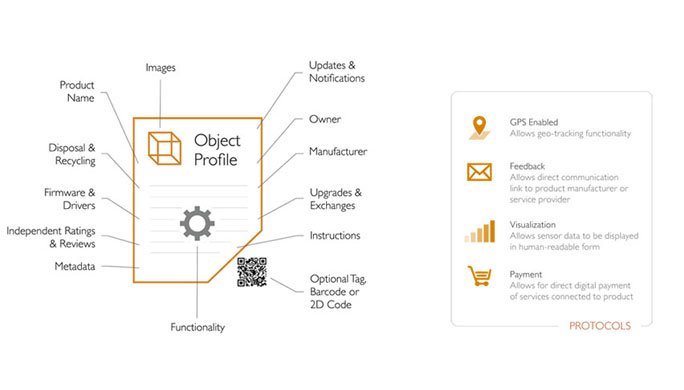 Images
Updates &
Notifications
Product
Name
Owner
Object
Profile
Disposal &
Recycling
Manufacturer
Firmware &
Drivers
Upgrades &
Exchanges
Independent Ratings
& Reviews
Instructions
Metadata
Optional Tag,
Barcode or
2D Code
Functionality
GPS Enabled
Allows geo-tracking functionality
Feedback
Allows direct communication
link to product manufacturer or
service provider
Visualization
Allows sensor data to be displayed
in human-readable form
Payment
Allows for direct digital payment
of services connected to product
PROTOCOLS